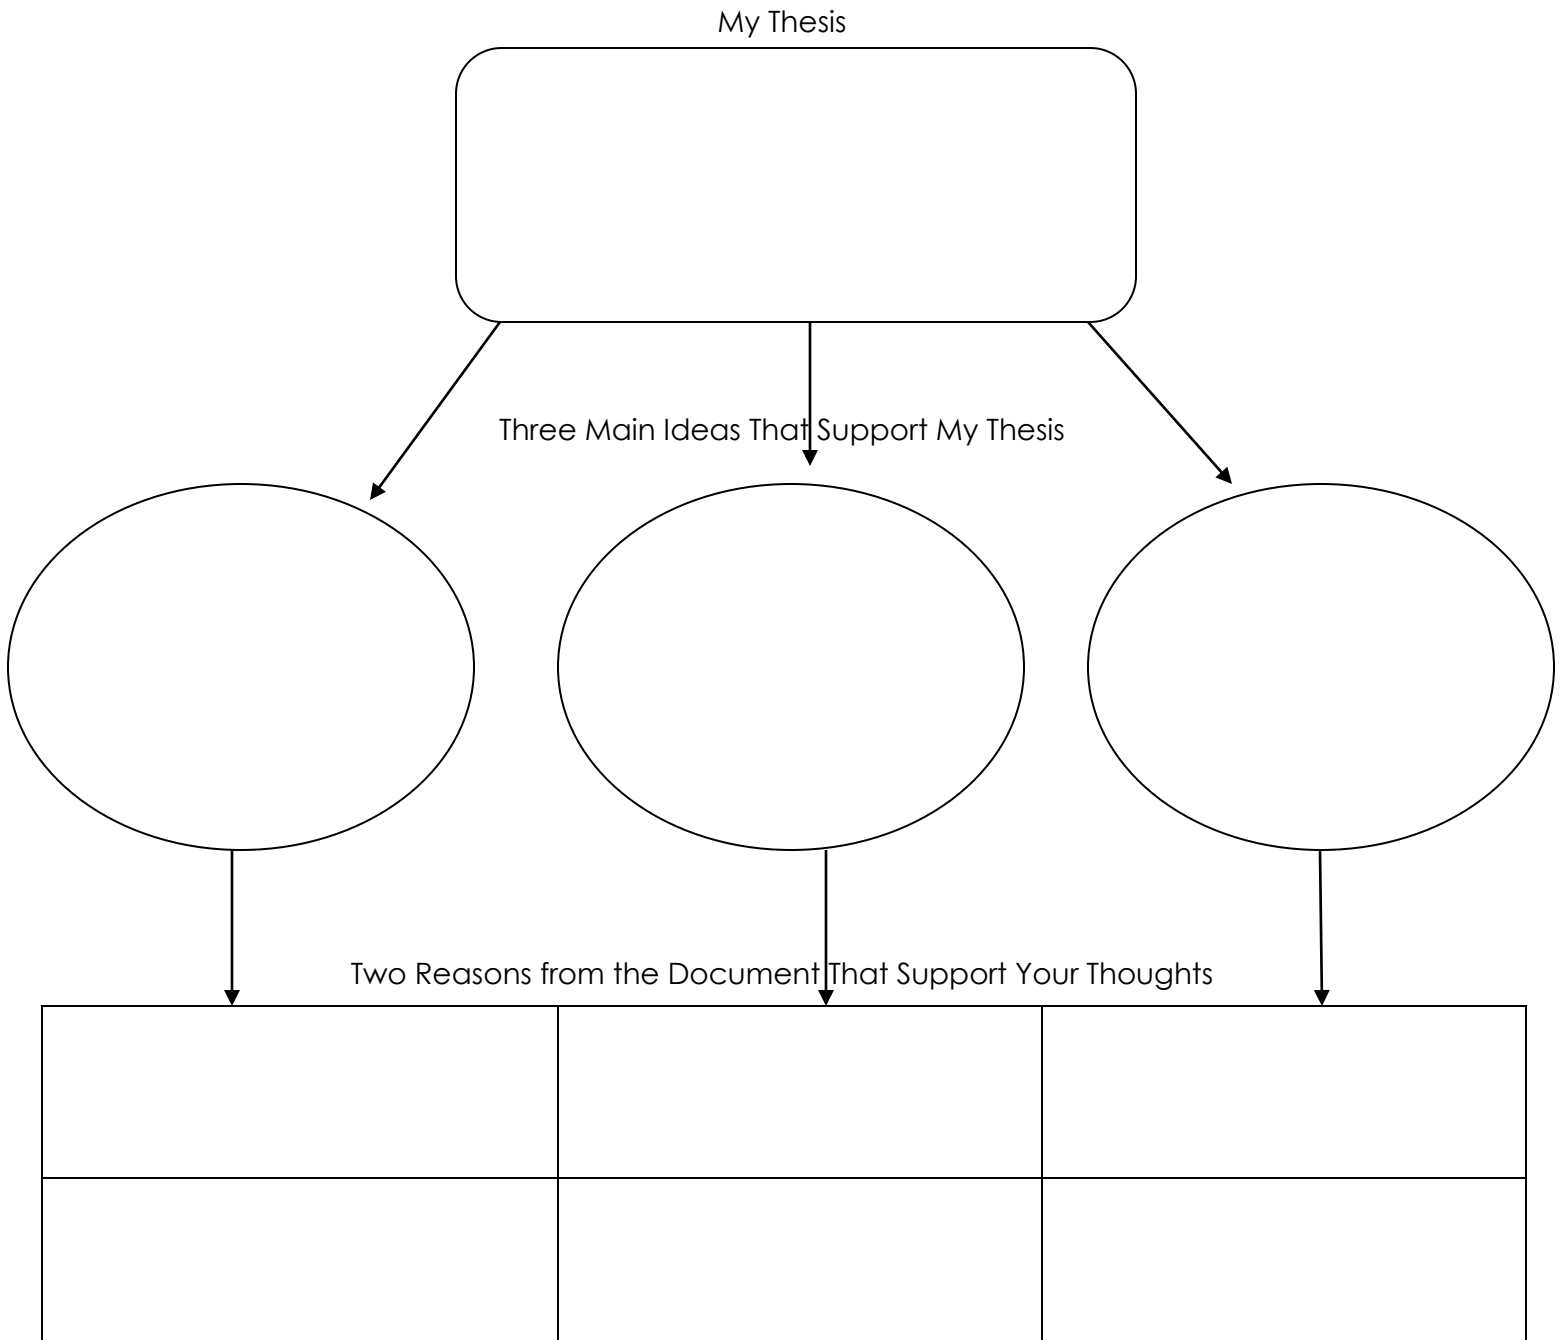 My Thesis
Three Main Ideas That Support My Thesis
Two Reasons from the Document That Support Your Thoughts